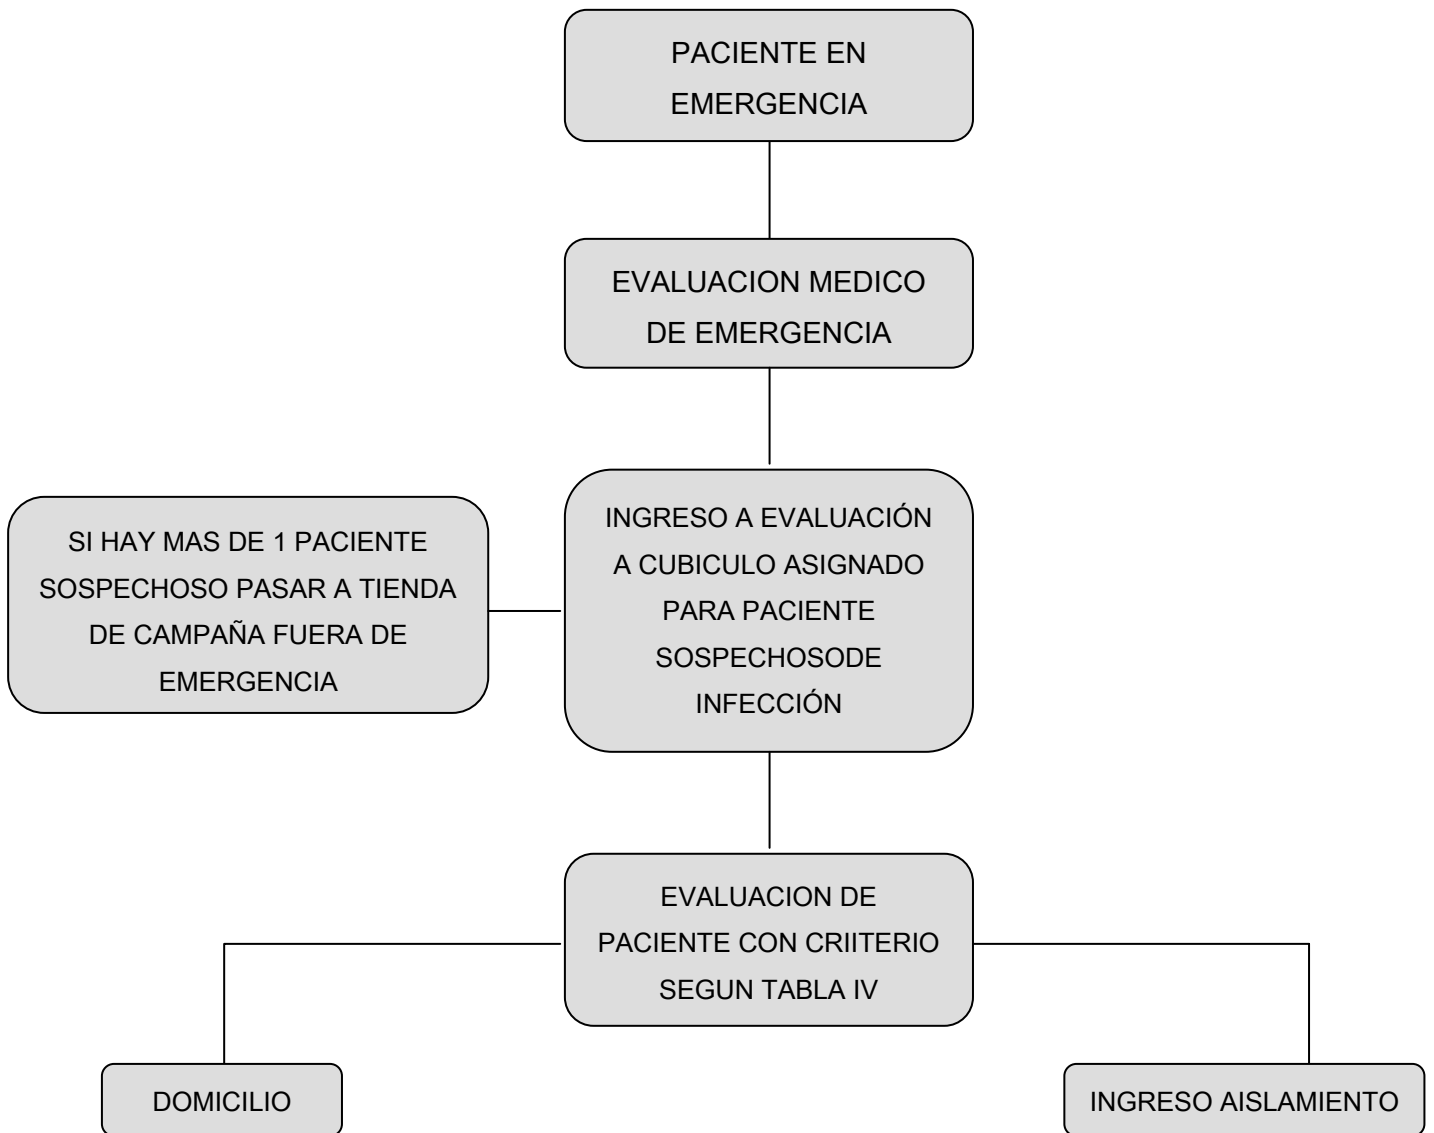 PACIENTE EN
EMERGENCIA
EVALUACION MEDICO
DE EMERGENCIA
SI HAY MAS DE 1 PACIENTE
SOSPECHOSO PASAR A TIENDA
DE CAMPAÑA FUERA DE
EMERGENCIA
INGRESO A EVALUACIÓN
A CUBICULO ASIGNADO
PARA PACIENTE
SOSPECHOSODE
INFECCIÓN
EVALUACION DE
PACIENTE CON CRIITERIO
SEGUN TABLA IV
DOMICILIO
INGRESO AISLAMIENTO